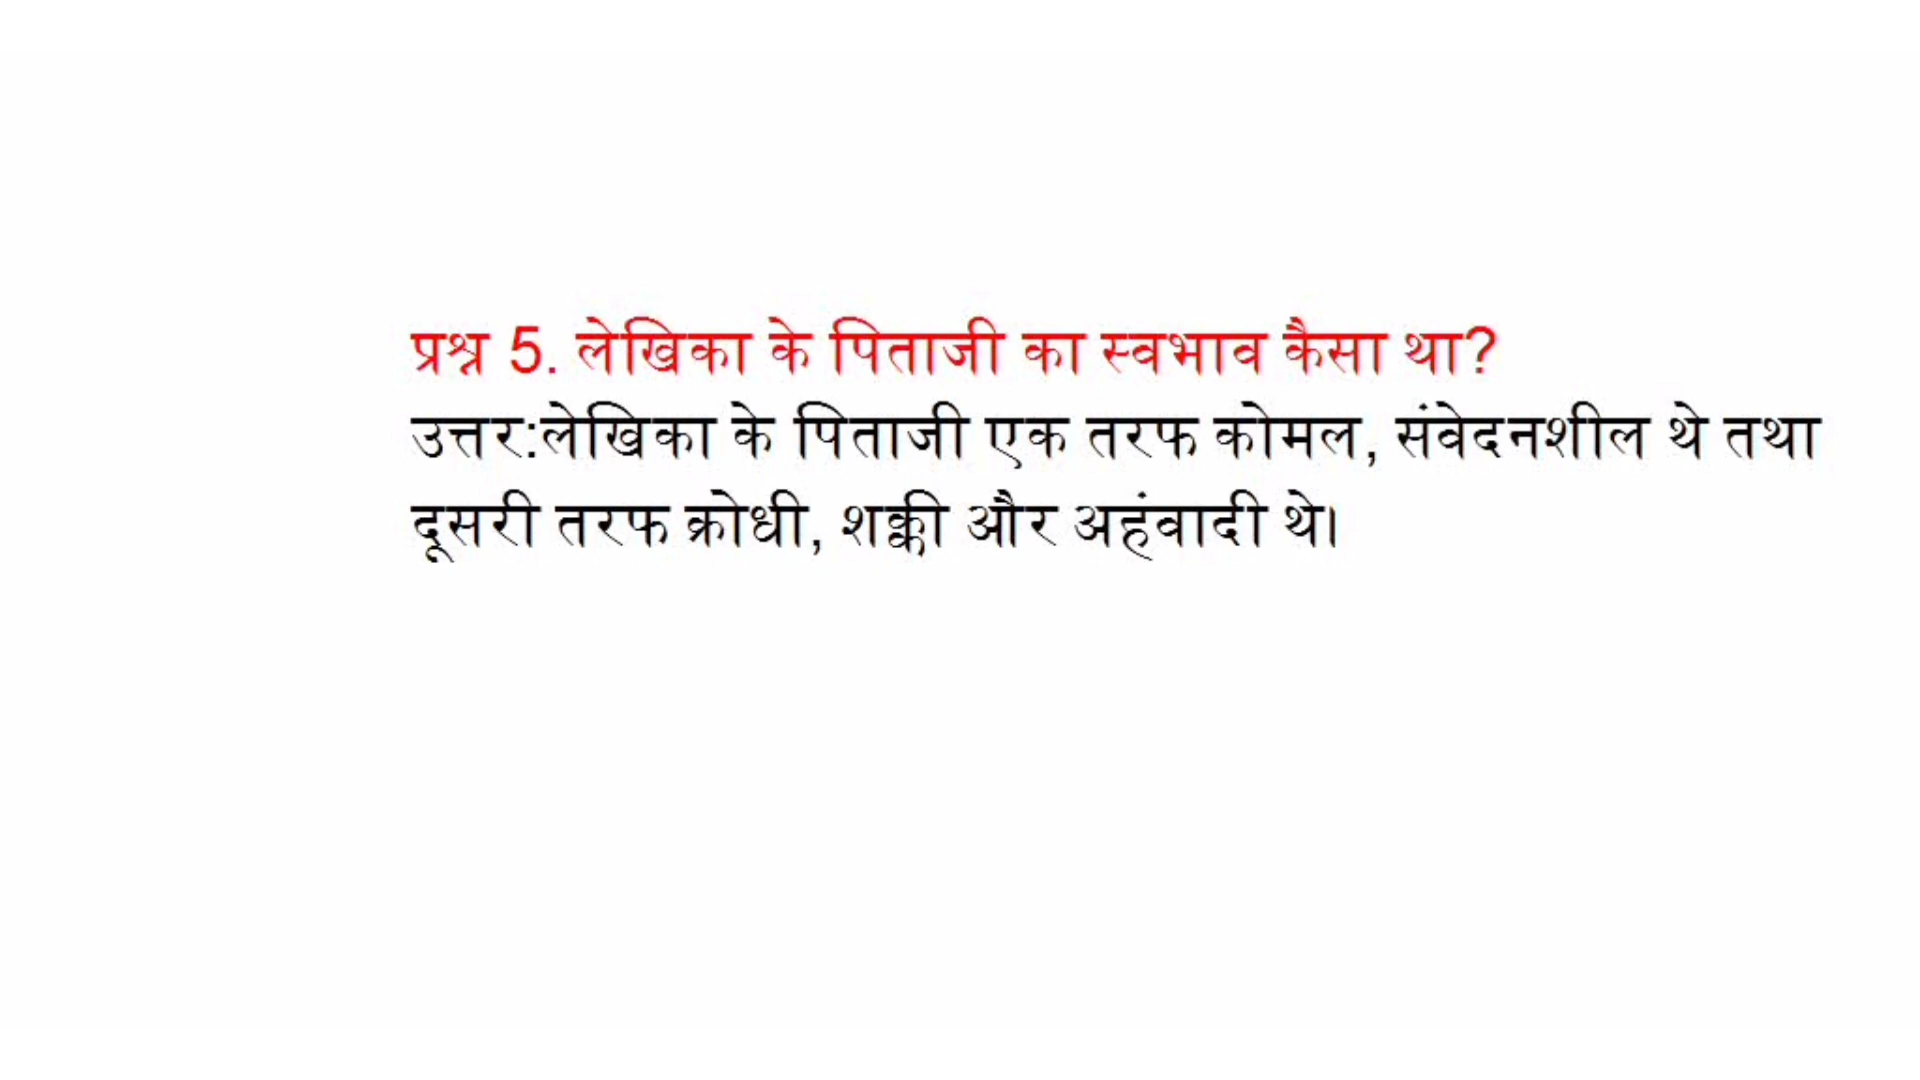 प्रश्न 5. लेखिका के पिताजी का स्वभाव कैसा था?
उत्तर:लेखिका के पिताजी एक तरफ कोमल, संवेदनशील थे तथा
दूसरी तरफ क्रोधी, शक्की और अहंवादी थे।